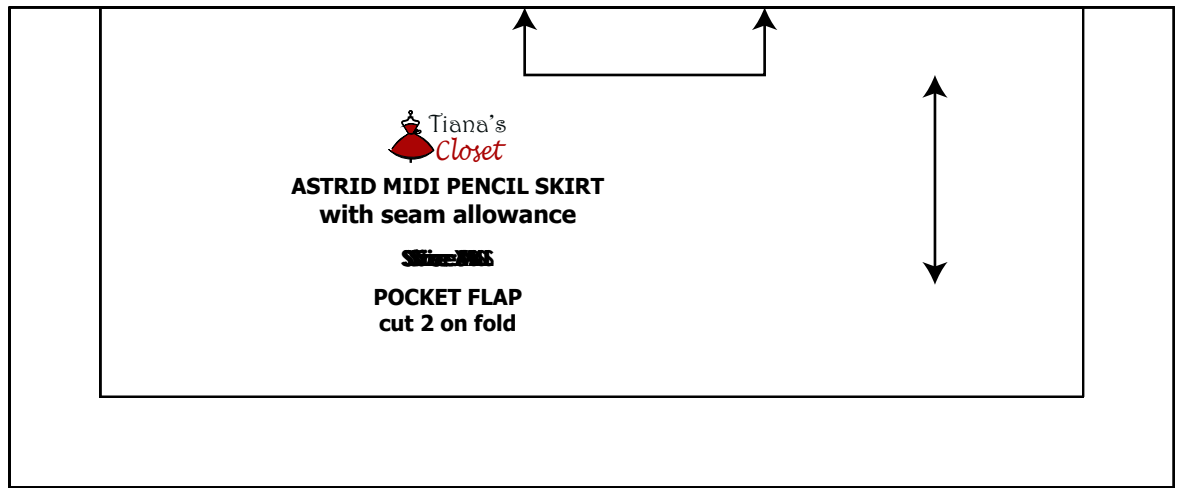 Tiana's
Closet
ASTRID MIDI PENCIL SKIRT
with seam allowance
POCKET FLAP
cut 2 on fold